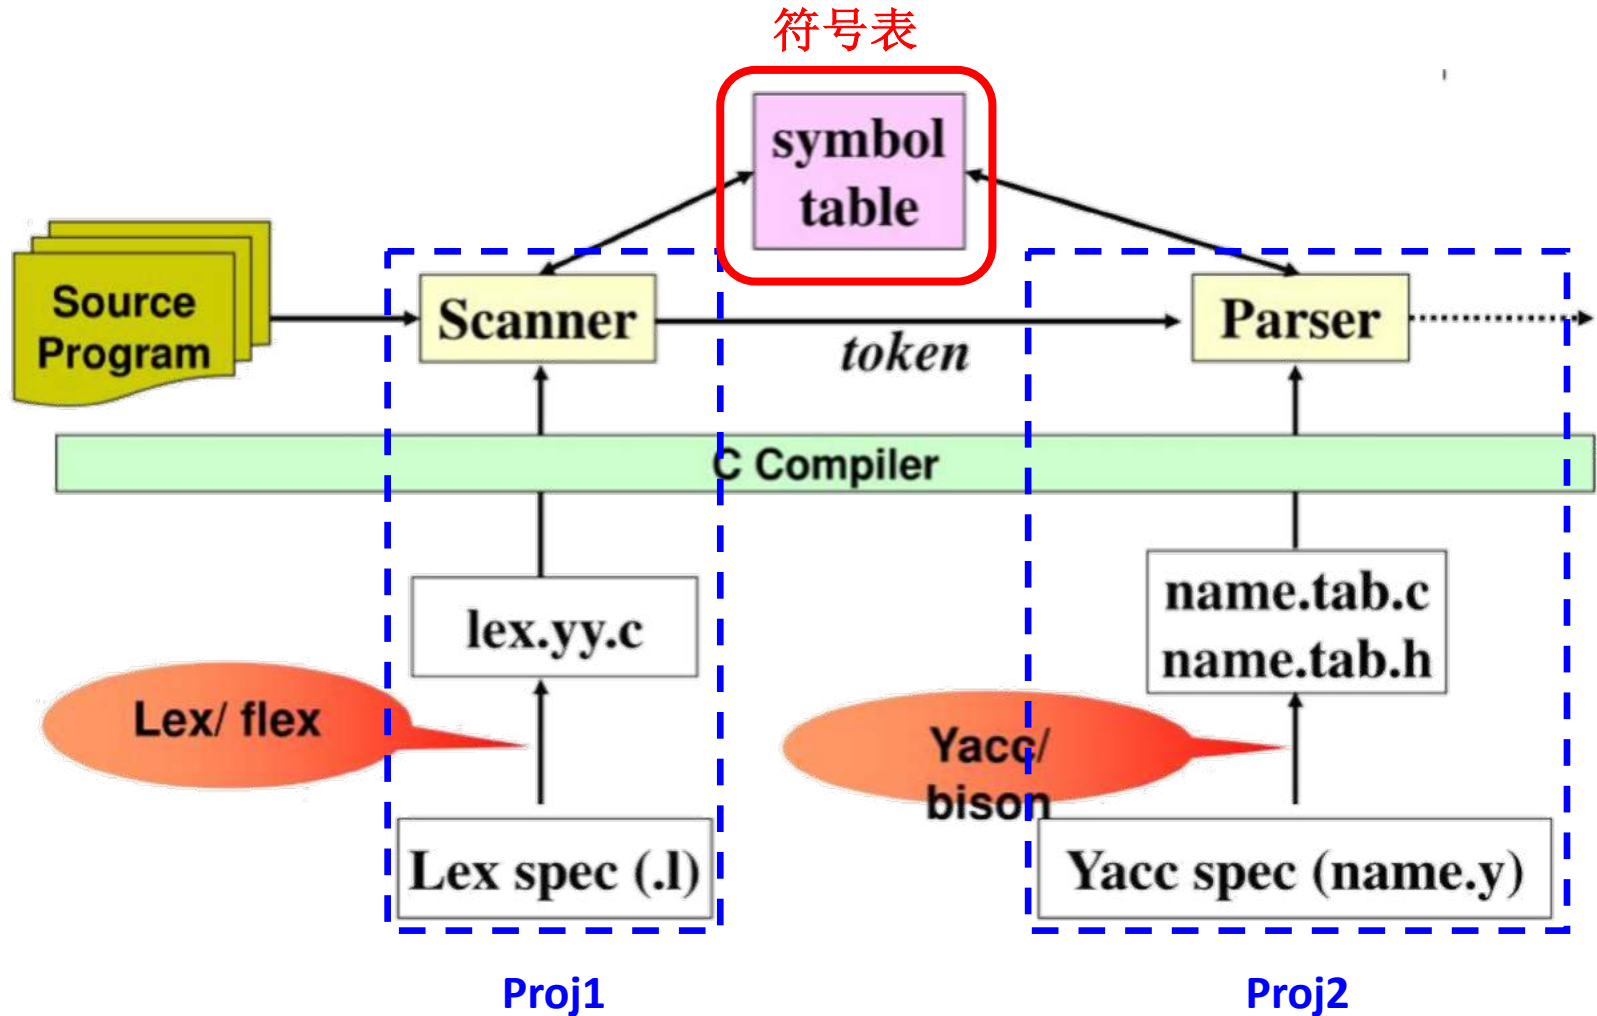 符号表
symbol
table
Source
Program
Scanner
token
Parser
C Compiler
lex.yy.c
name.tab.c
name.tab.h
Lex/ flex
Yacc/
bison
Lex spec (.l)
Yacc spec (name.y)
Proj1
Proj2